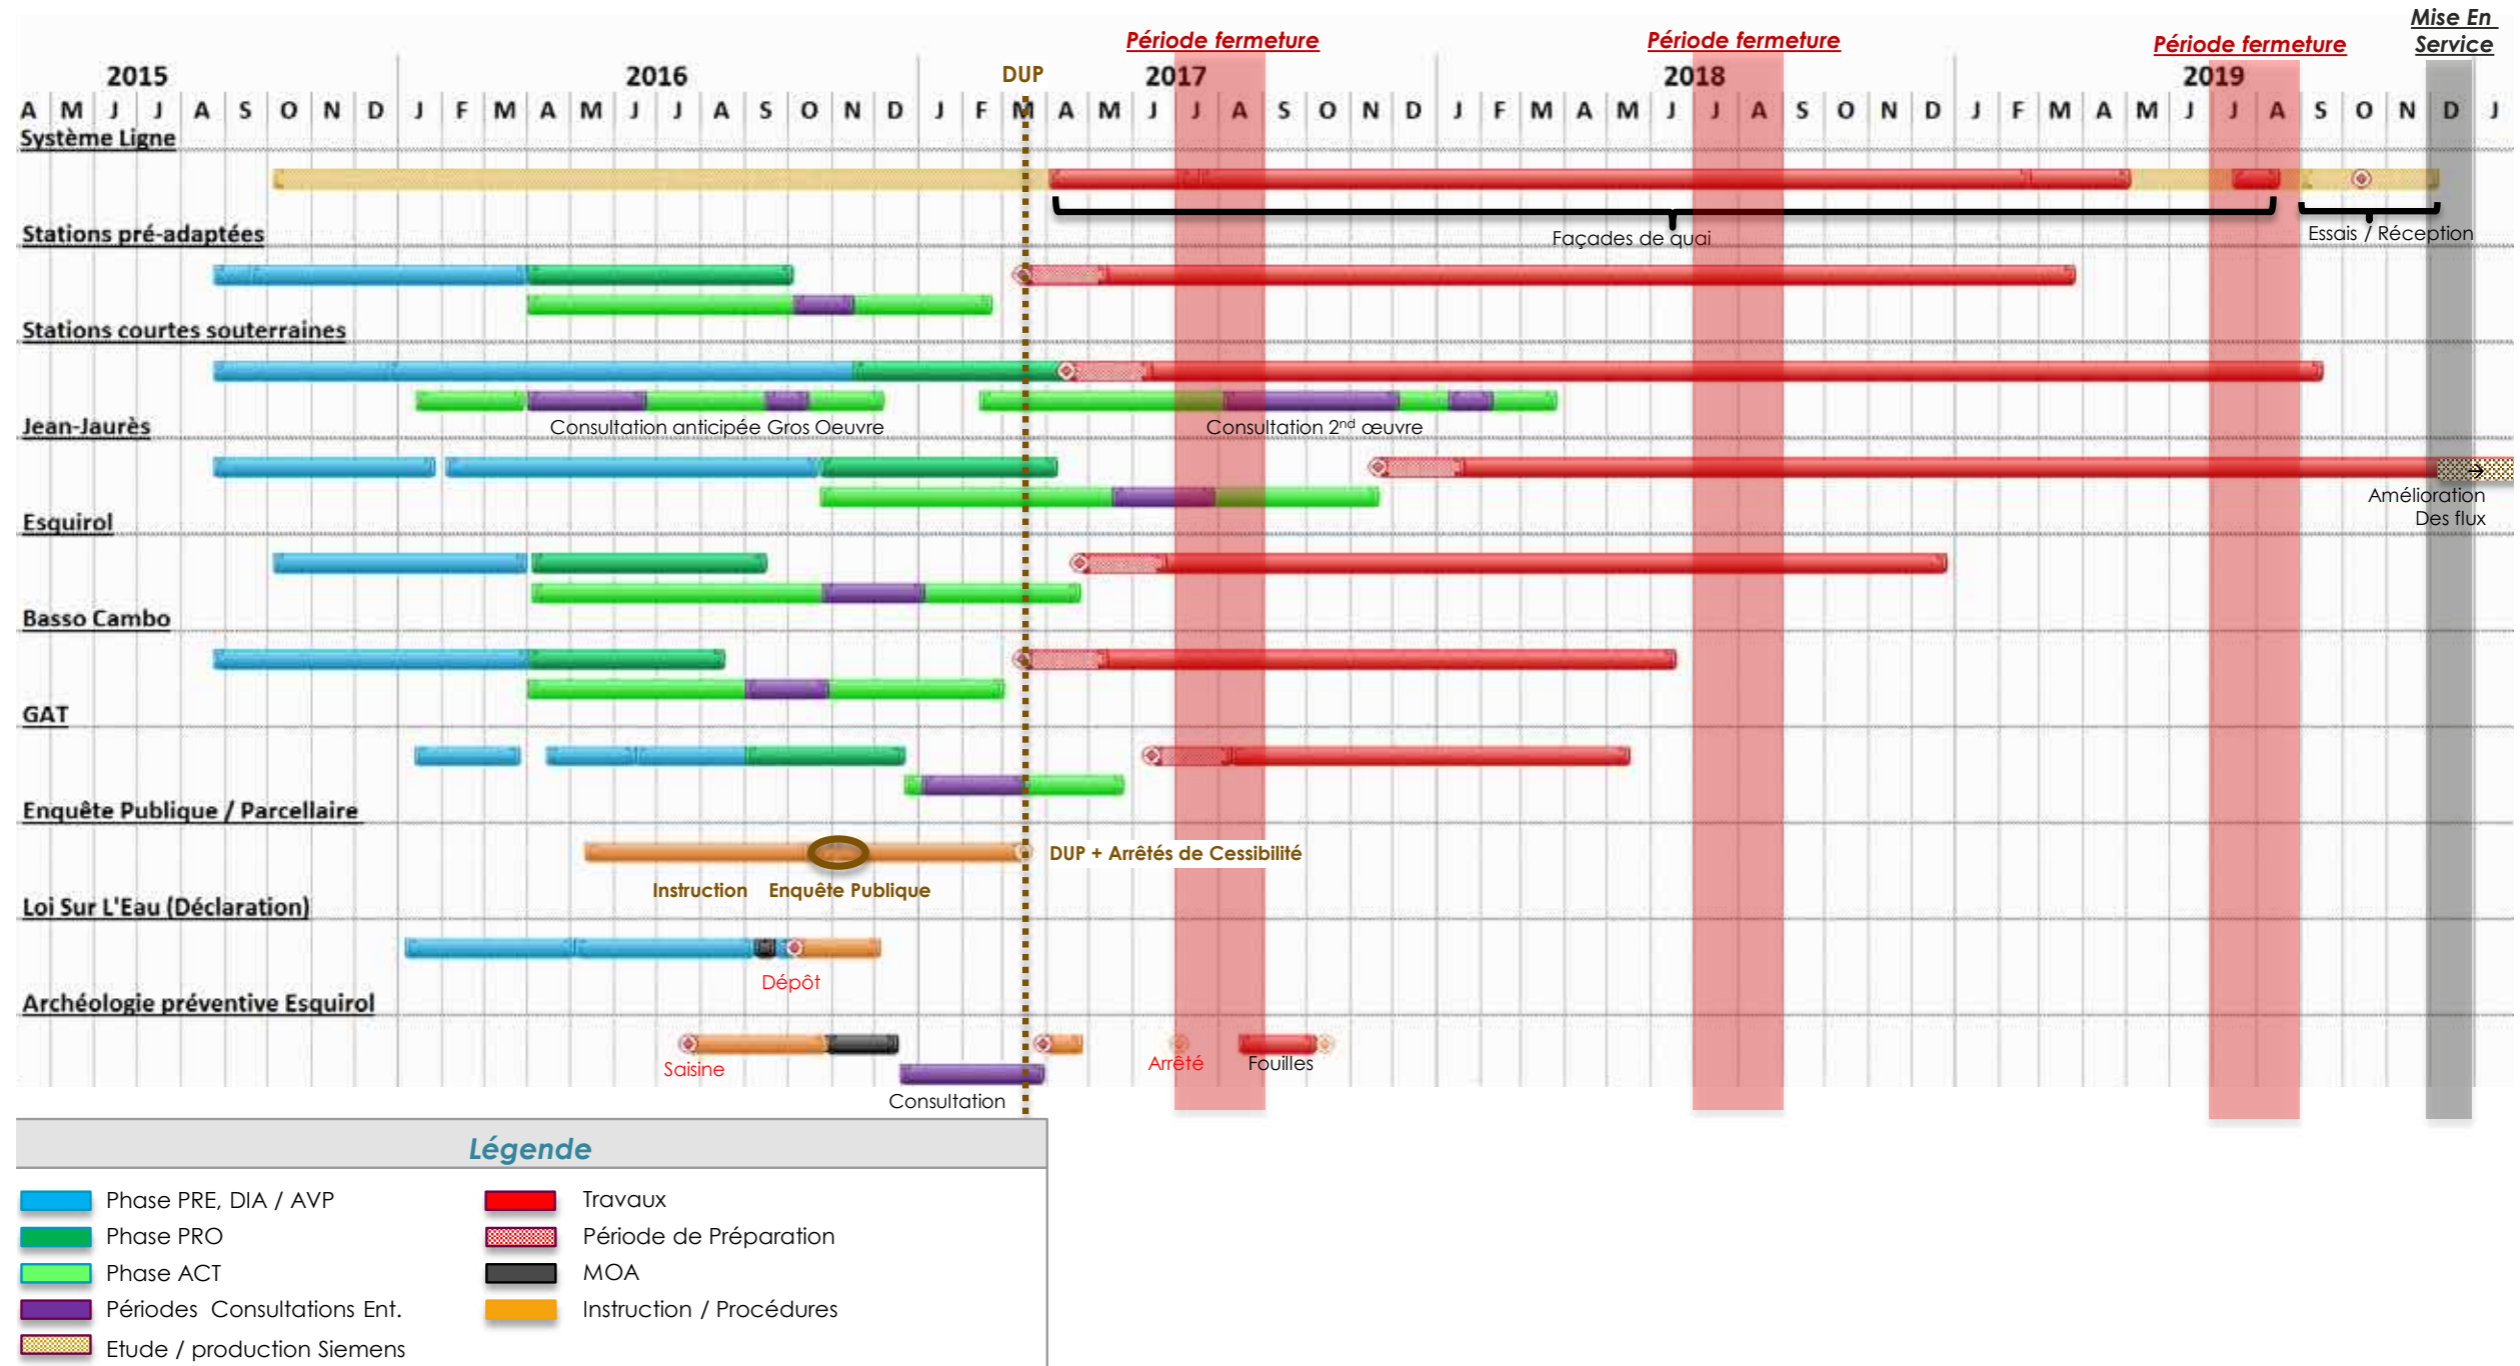 Mise En
Service
Période fermeture Période fermeture Période fermeture
2015 2016 DUP 2017 2018 2019
A M J J A S O N D J F M A M J J A S O N D J F M A M J J A S O N D J F M A M J J A S O N D J F M A M J J A S O N D J
Système Ligne
Façades de quai
Essais / Réception
Stations pré-adaptées
Stations courtes souterraines
Consultation anticipée Gros Oeuvre
Consultation 2nd œuvre
Jean-Jaurès
→
Amélioration
Des flux
Esquirol
Basso Cambo
GAT
Enquête Publique / Parcellaire
DUP + Arrêtés de Cessibilité
Instruction Enquête Publique
Loi Sur L'Eau (Déclaration)
Dépôt
Archéologie préventive Esquirol
Saisine
Arrêté
Fouilles
Consultation
Légende
Phase PRE, DIA / AVP
Phase PRO
Phase ACT
Périodes Consultations Ent.
Etude / production Siemens
Travaux
Période de Préparation
MOA
Instruction / Procédures